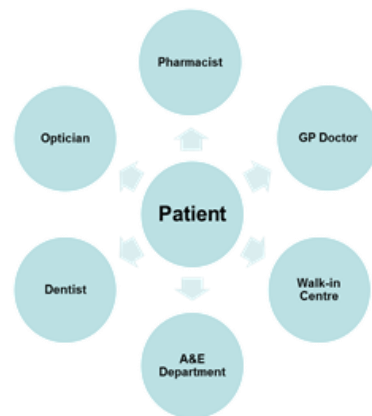 Pharmacist
Optician
GP Doctor
Patient
Dentist
Walk-in
Centre
A&E
Department